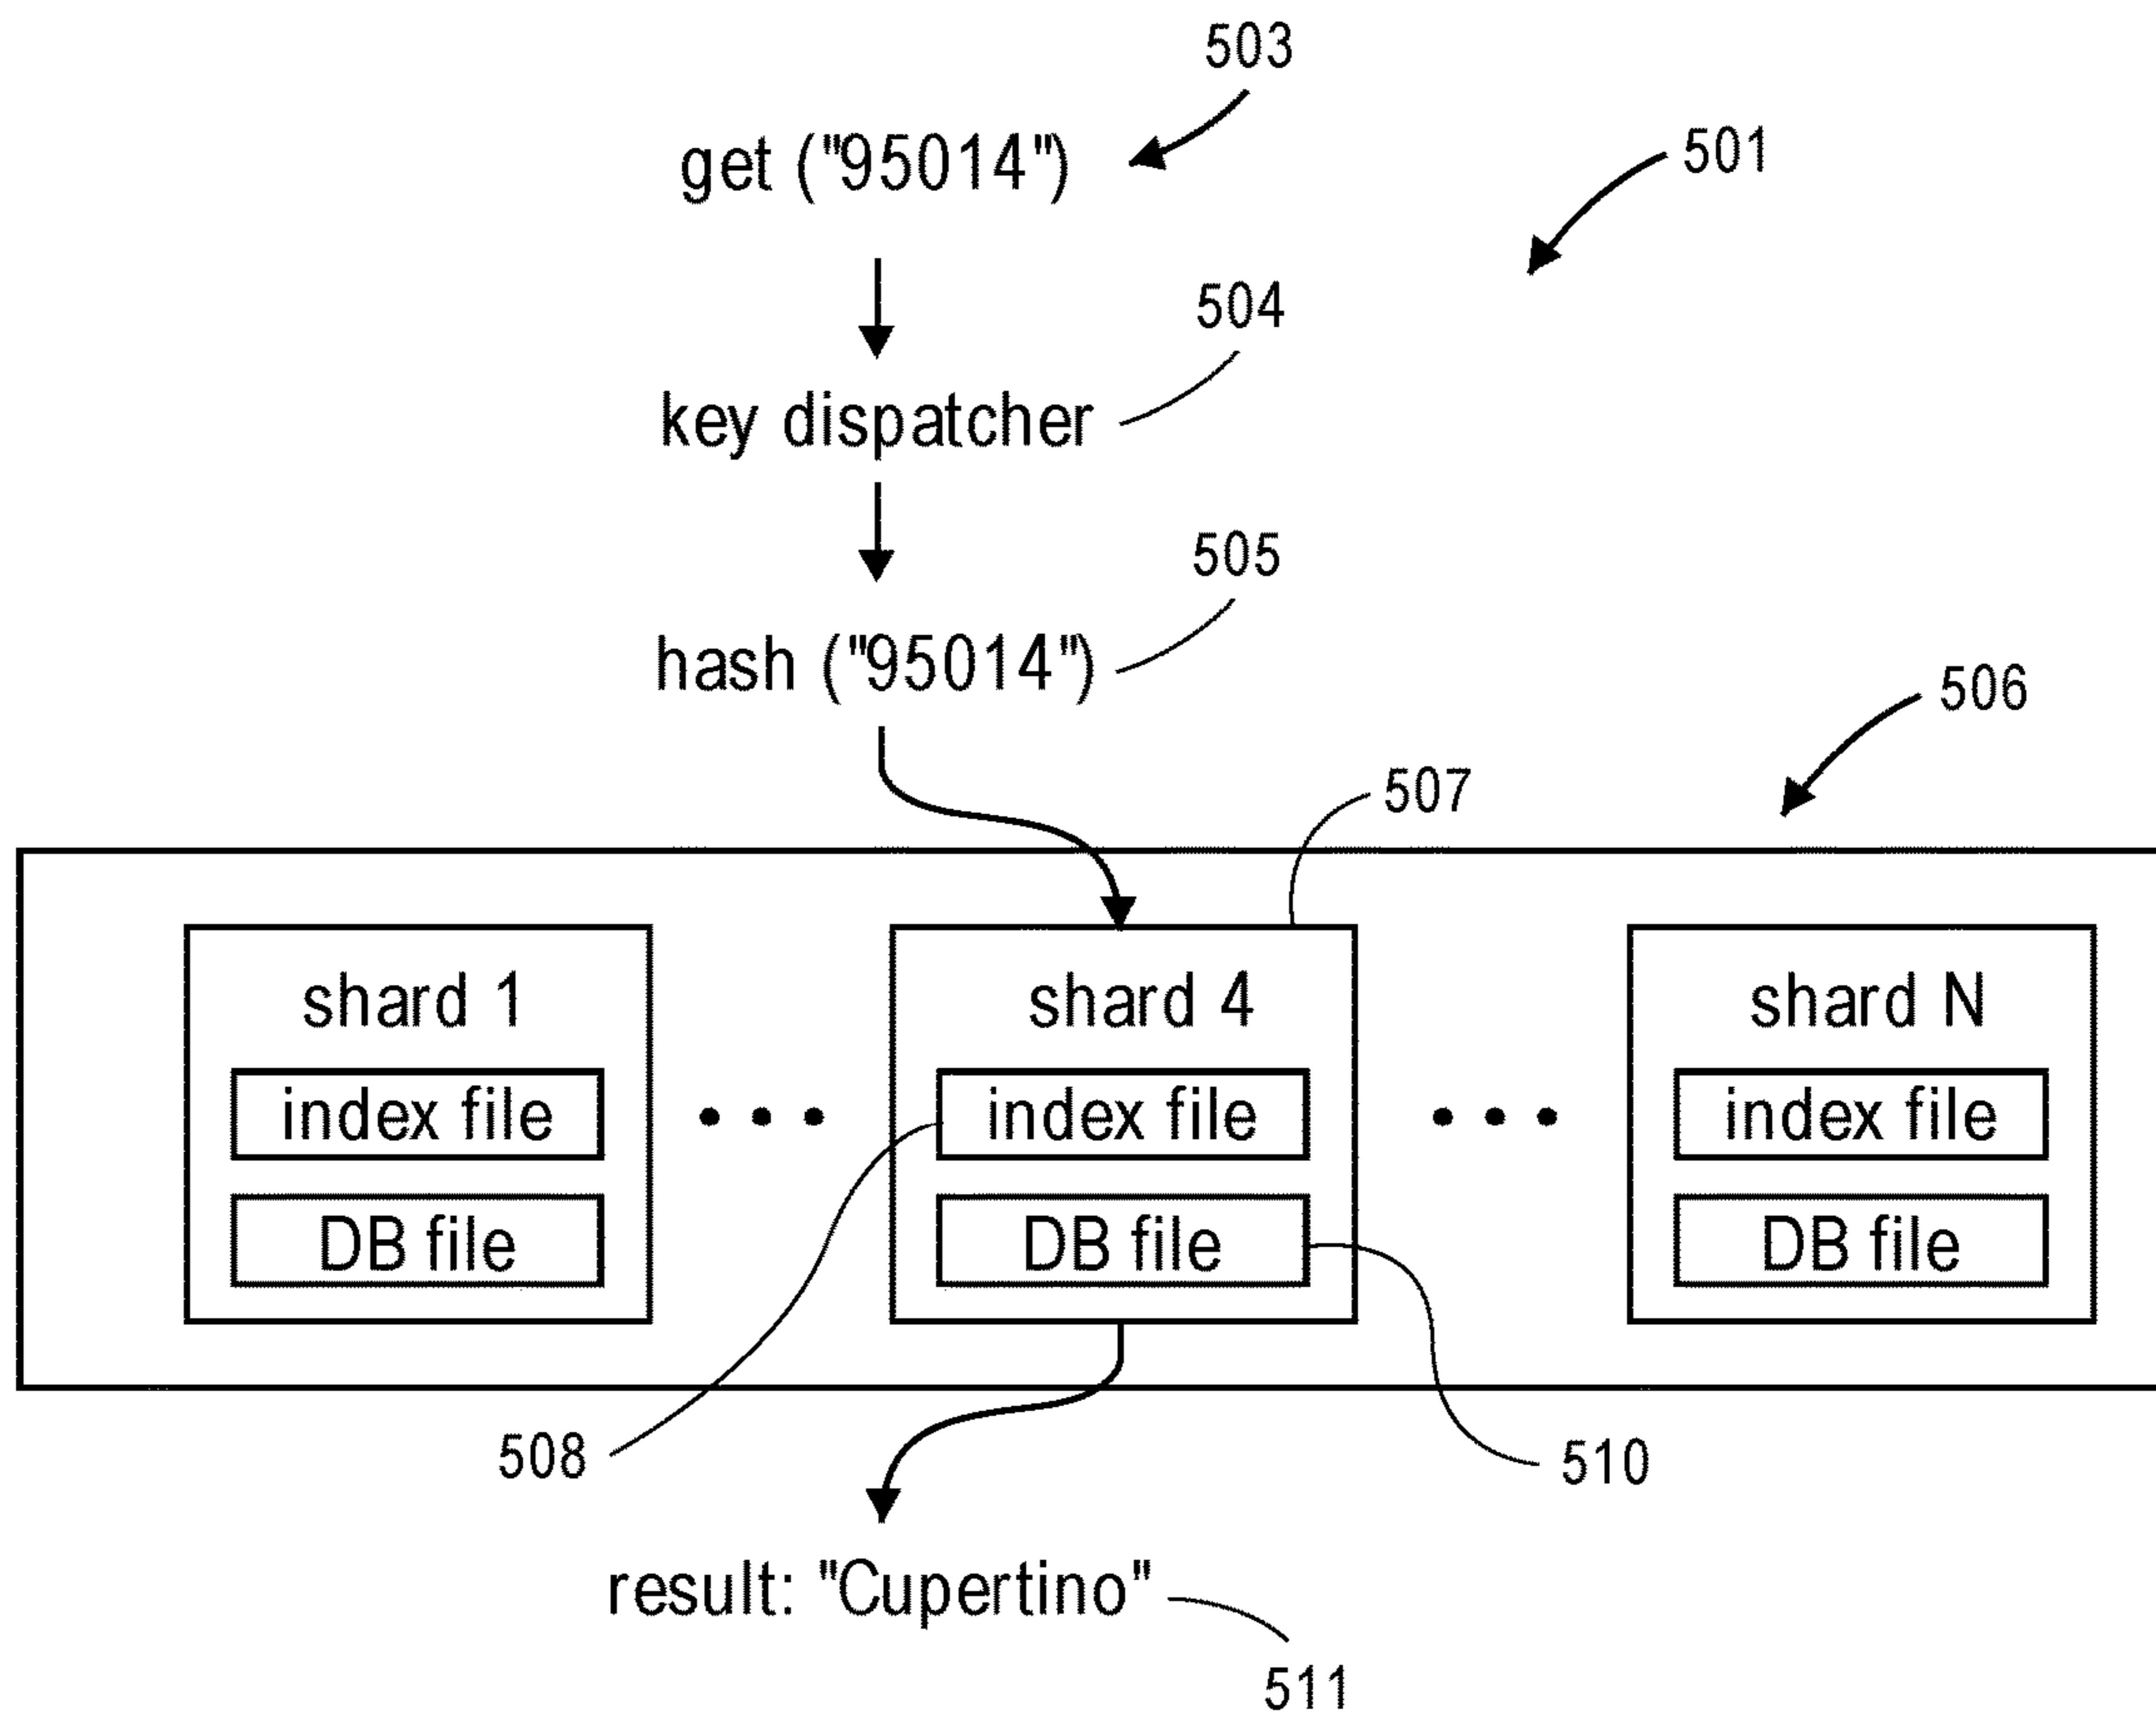 503
get ("95014")
501
504
key dispatcher
505
hash ("95014")
506
507
shard 1
shard 4
shard N
index file
index file
index file
DB file
DB file
DB file
508
510
result: "Cupertino"
511